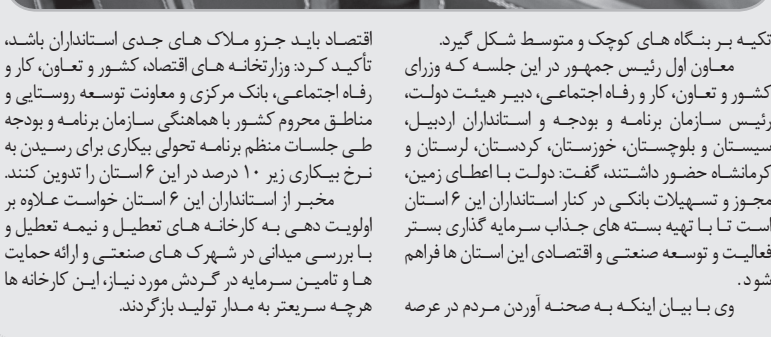 تکیه بر بنگاه های کوچک و متوسط شکل گیرد.
معاون اول رئیس جمهور در این جلسه که وزرای
کشور و تعاون، کار و رفاه اجتماعی، دبیر هیئت دولت،
رئیس سازمان برنامه و بودجه و استانداران اردبیل،
سیستان و بلوچستان، خوزستان، کردستان، لرستان و
کرمانشاه حضور داشتند، گفت: دولت با اعطای زمین،
مجوز و تسهیلات بانکی در کنار استانداران این ۶ استان
است تا با تهیه بسته های جذاب سرمایه گذاری بستر
فعالیت و توسعه صنعتی و اقتصادی این استان ها فراهم
شود.
وی با بیان اینکه به صحنه آوردن مردم در عرصه
اقتصاد باید جزو ملاک های جدی استانداران باشد،
تأکید کرد: وزارتخانه های اقتصاد، کشور و تعاون، کار و
رفاه اجتماعی، بانک مرکزی و معاونت توسعه روستایی و
مناطق محروم کشور با هماهنگی سازمان برنامه و بودجه
طی جلسات منظم برنامه تحولی بیکاری برای رسیدن به
نرخ بیکاری زیر ۱۰ درصد در این ۶ استان را تدوین کنند.
مخبر از استانداران این ۶ استان خواست علاوه بر
اولویت دهی به کارخانه های تعطیل و نیمه تعطیل و
با بررسی میدانی در شهرک های صنعتی و ارائه حمایت
ها و تامین سرمایه در گردش مورد نیاز، این کارخانه ها
هرچه سریعتر به مدار تولید بازگردند.